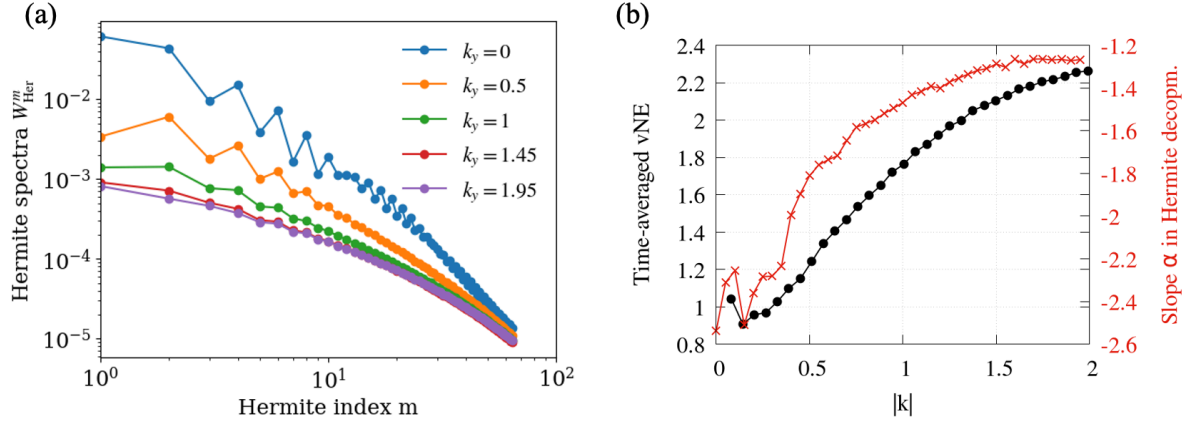 (a)
Hermite spectra W^m_Her
10^-2
10^-3
10^-4
10^-5
k_y = 0
k_y = 0.5
k_y = 1
k_y = 1.45
k_y = 1.95
10^0
10^1
10^2
Hermite index m
(b)
Time-averaged vNE
2.4
2.2
2
1.8
1.6
1.4
1.2
1
0.8
0
0.5
1
1.5
2
|k|
-1.2
-1.3
-1.6
-1.8
-2
-2.2
-2.4
-2.6
Slope α in Hermite decopm.